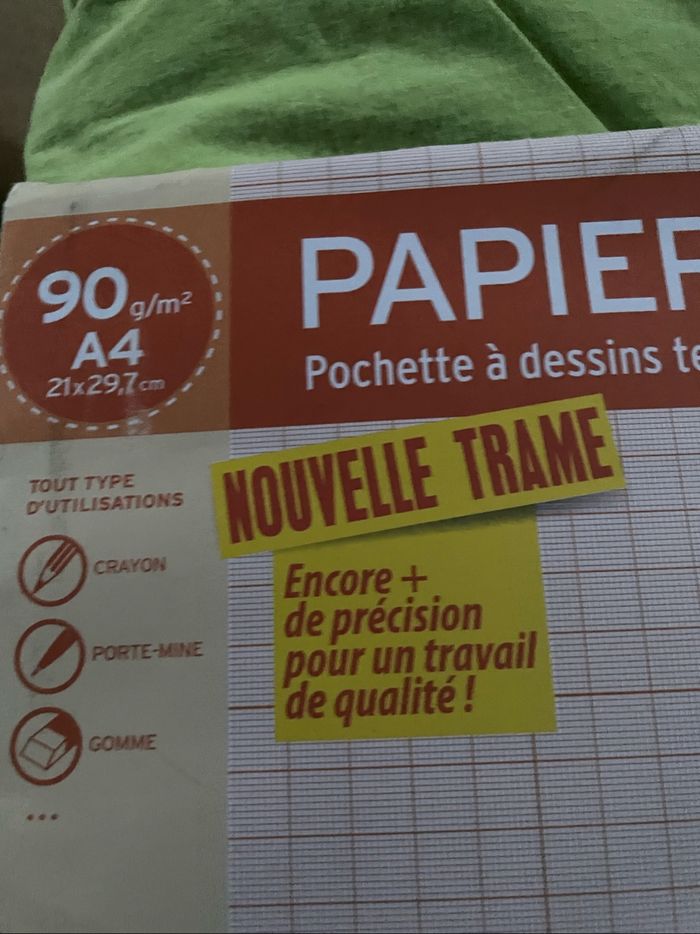 90 g/m²
A4
21x29,7cm
PAPIER
Pochette à dessins
NOUVELLE TRAME
Encore +
de précision
pour un travail
de qualité !
TOUT TYPE
D'UTILISATIONS
CRAYON
PORTE-MINE
GOMME
...